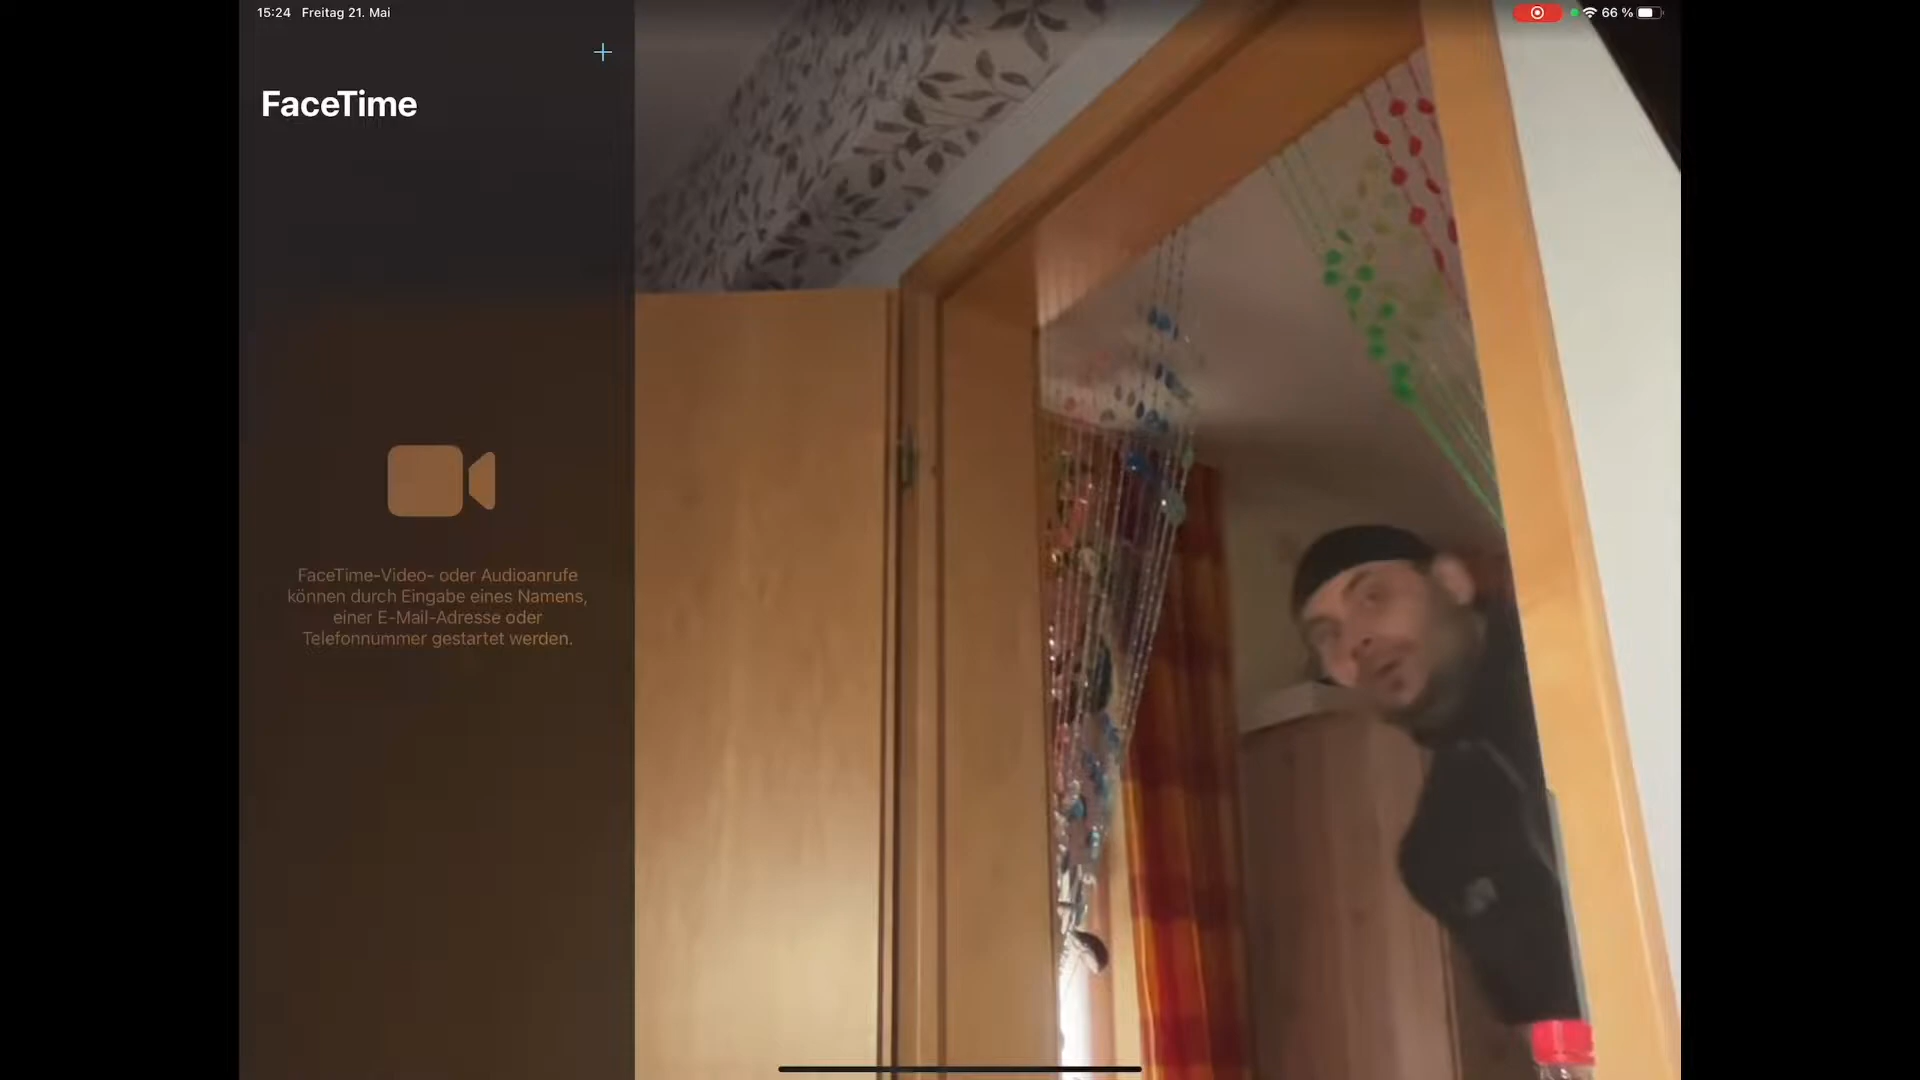 15:24 Freitag 21. Mai
66 %
FaceTime
FaceTime-Video- oder Audioanrufe
können durch Eingabe eines Namens,
einer E-Mail-Adresse oder
Telefonnummer gestartet werden.